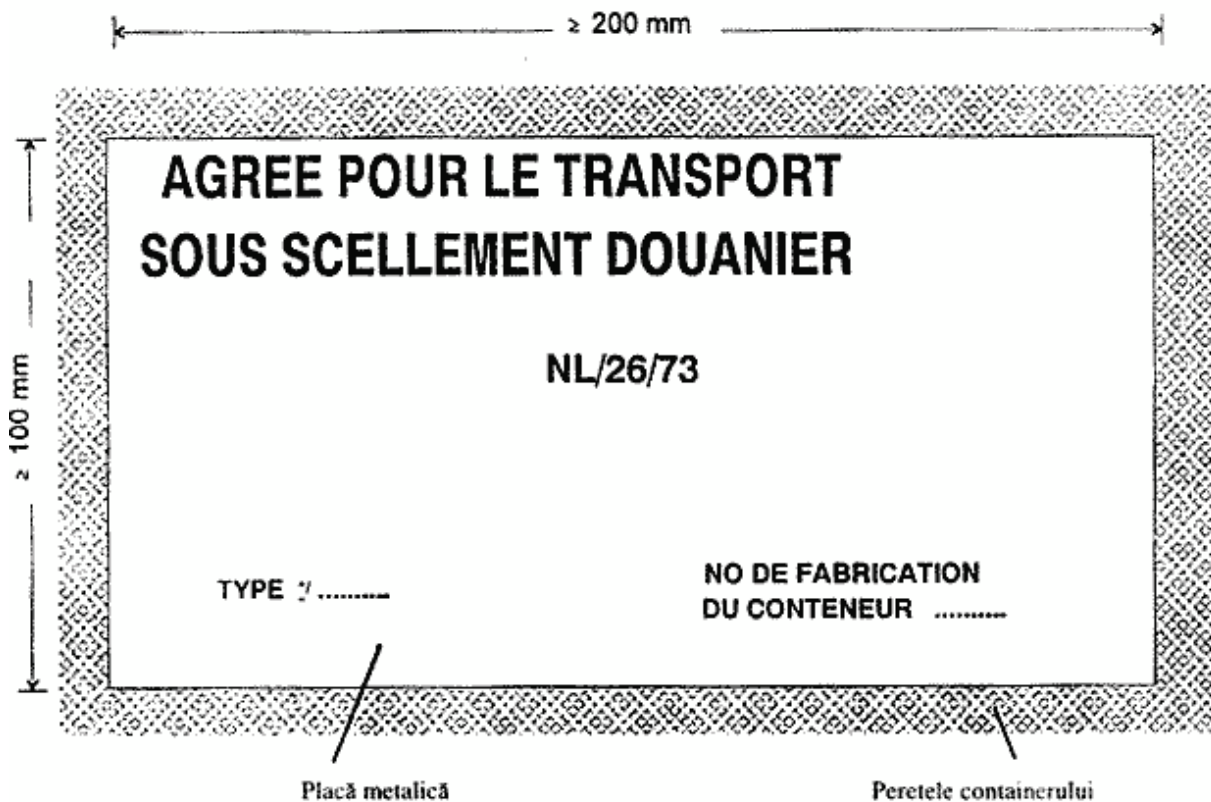 ≥ 200 mm
≥ 100 mm
AGREE POUR LE TRANSPORT
SOUS SCELLEMENT DOUANIER
NL/26/73
TYPE */ ..........
NO DE FABRICATION
DU CONTENEUR ..........
Placă metalică
Peretele containerului